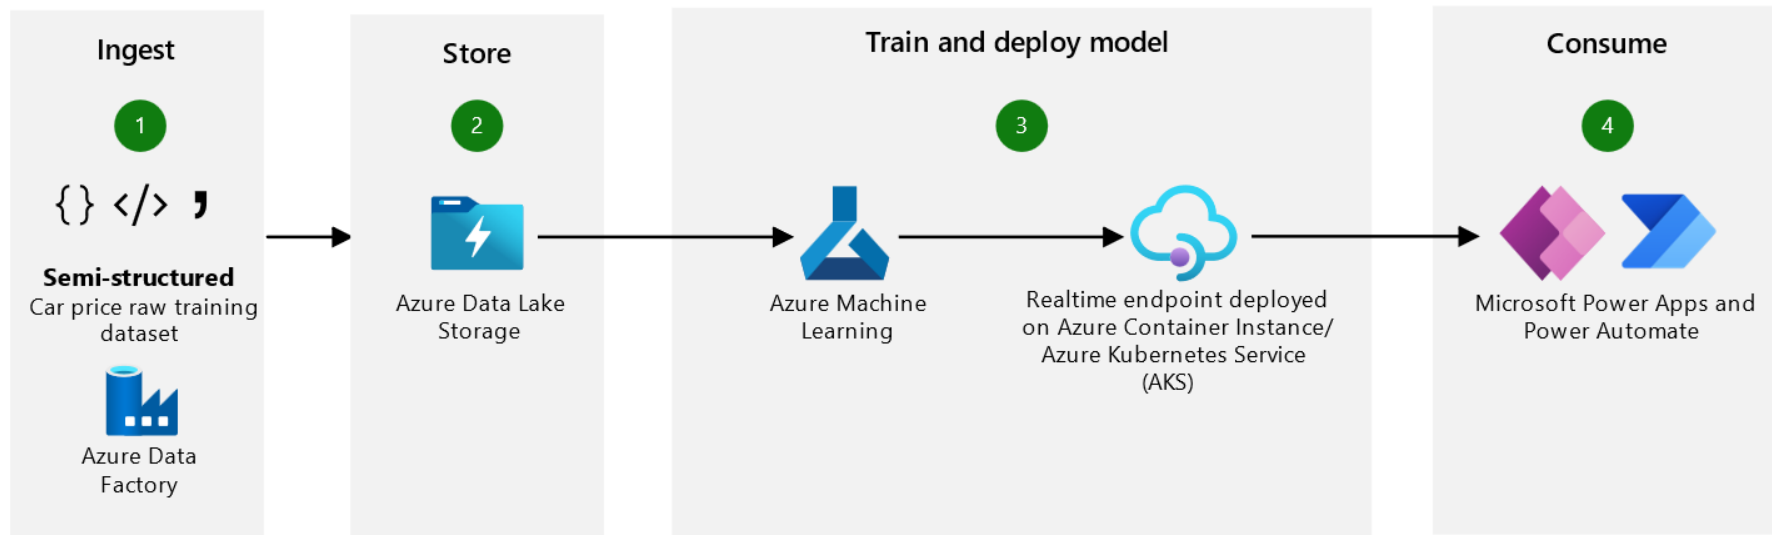 Ingest
1
{} </> ,
Semi-structured
Car price raw training
dataset
Azure Data
Factory
Store
2
Azure Data Lake
Storage
Train and deploy model
3
Azure Machine
Learning
Realtime endpoint deployed
on Azure Container Instance/
Azure Kubernetes Service
(AKS)
Consume
4
Microsoft Power Apps and
Power Automate